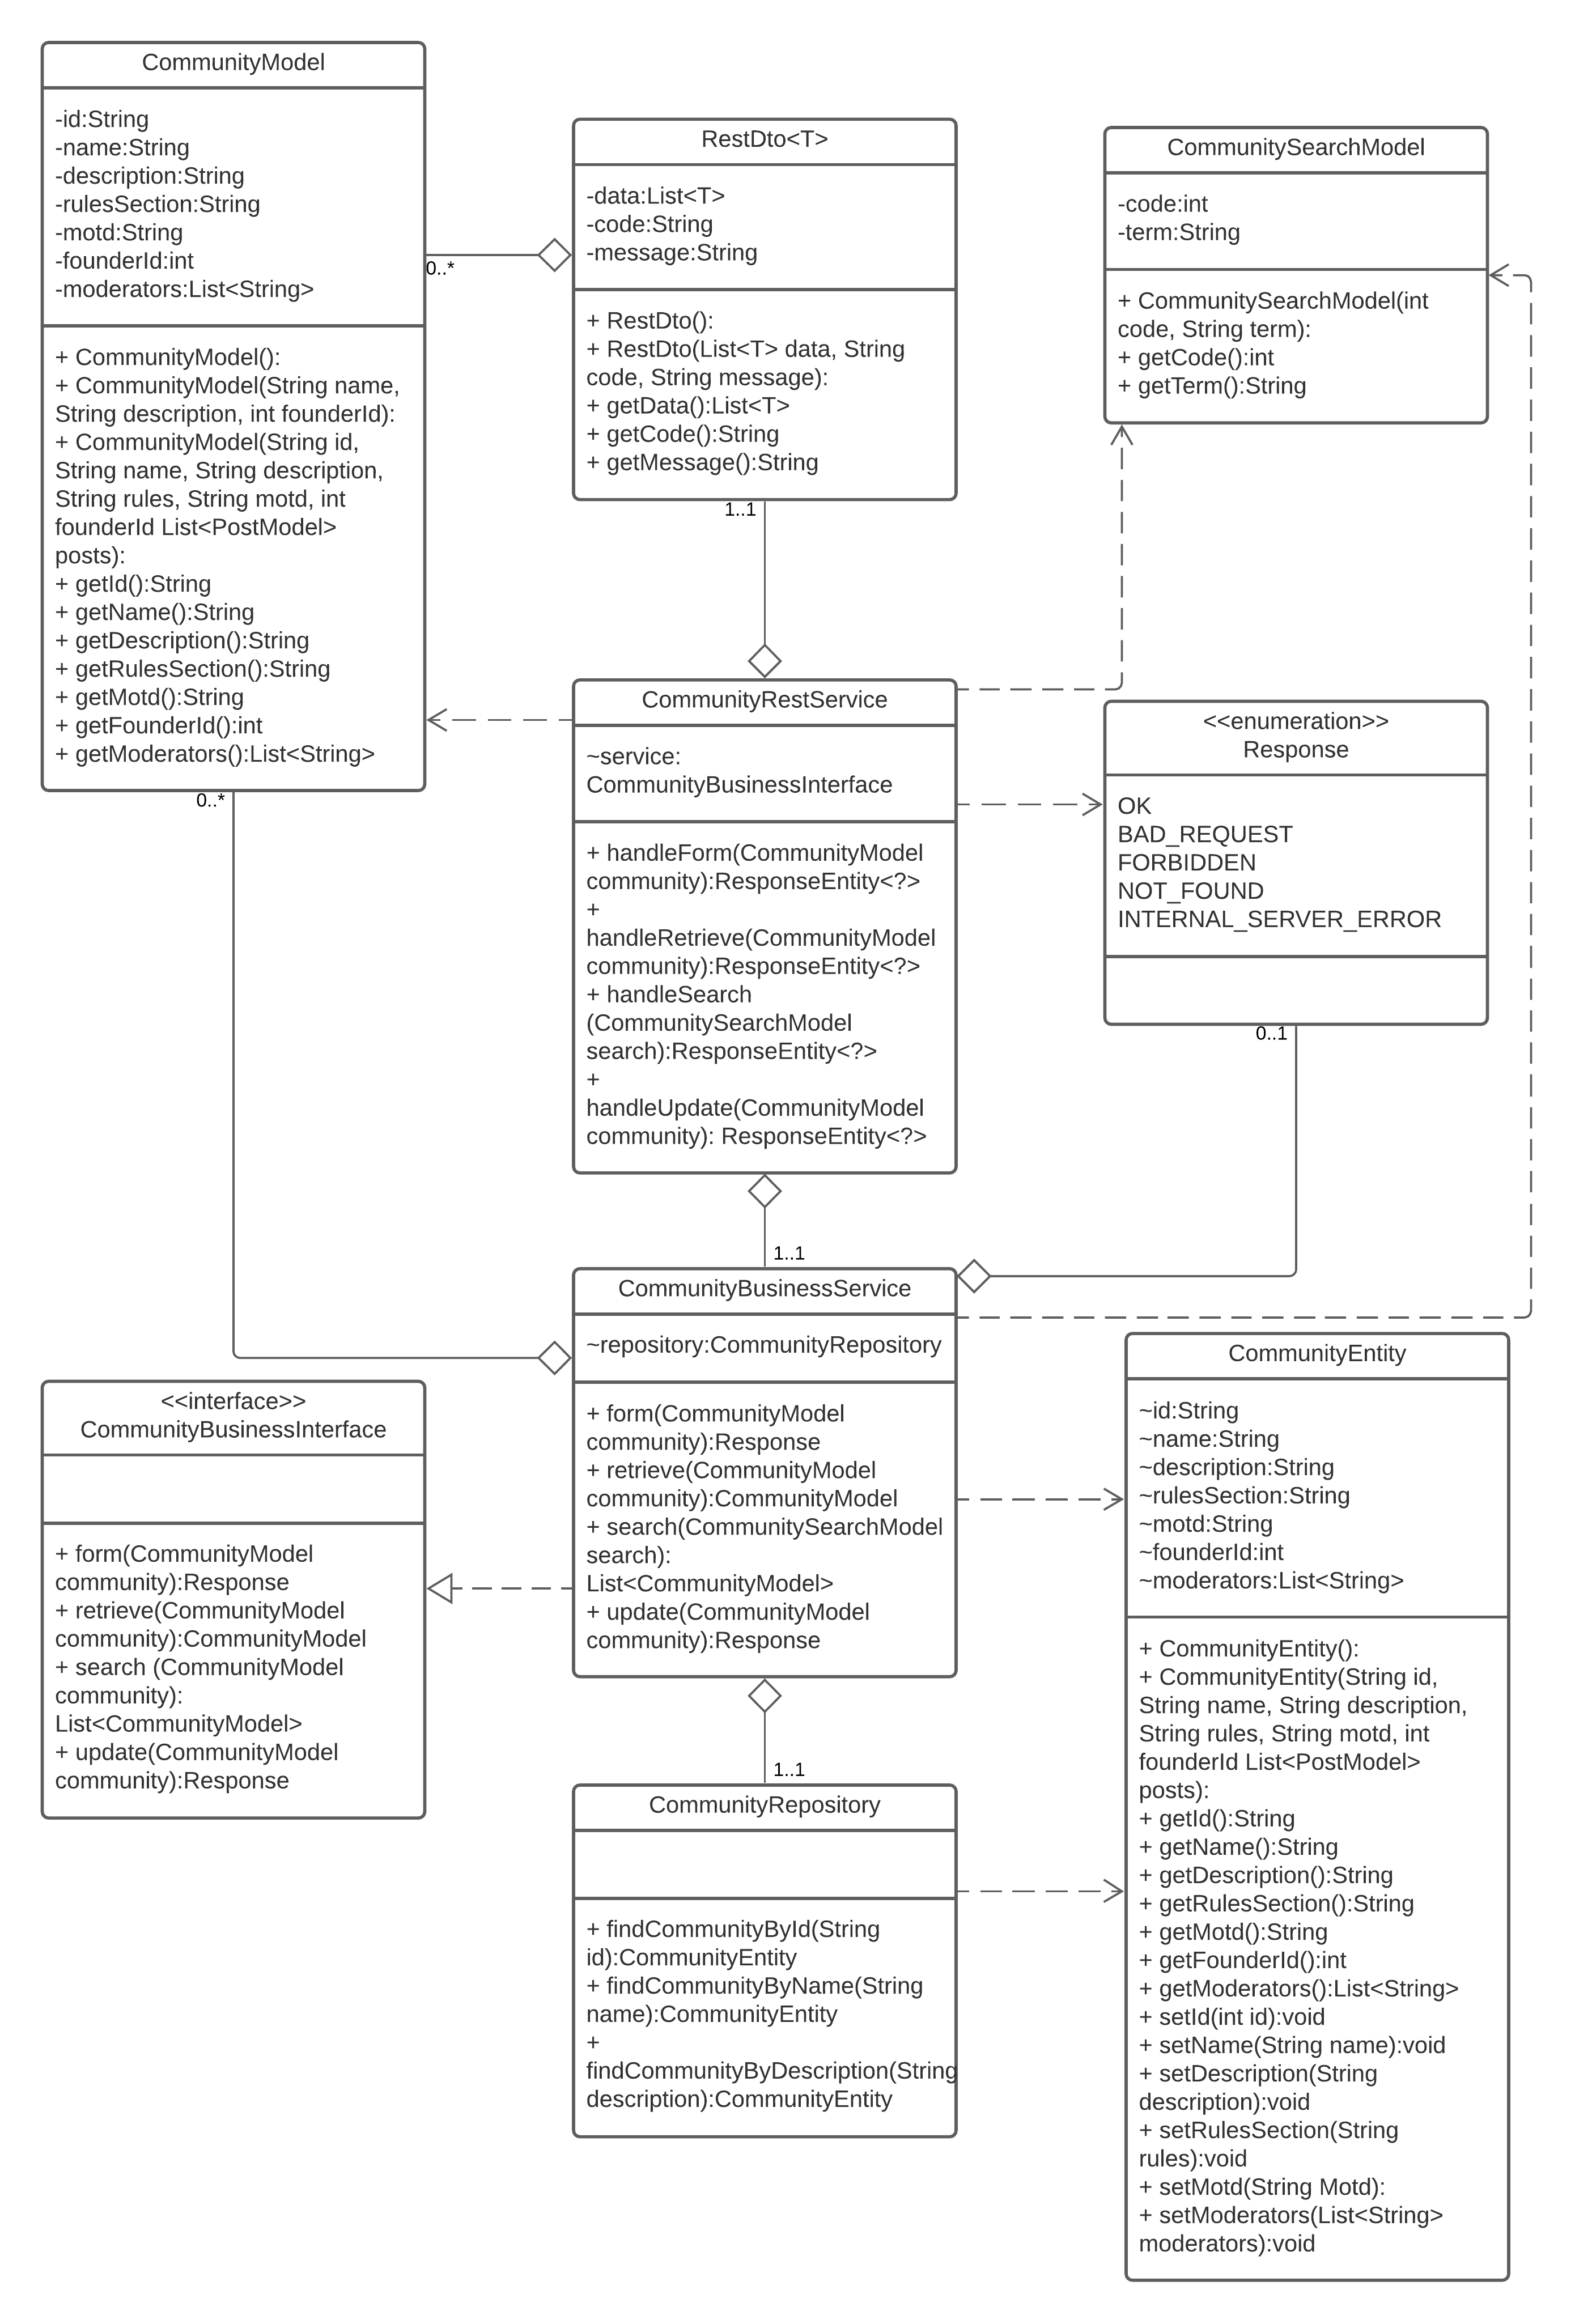 CommunityModel
-id:String
-name:String
-description:String
-rulesSection:String
-motd:String
-founderId:int
-moderators:List<String>
+ CommunityModel():
+ CommunityModel(String name,
String description, int founderId):
+ CommunityModel(String id,
String name, String description,
String rules, String motd, int
founderId List<PostModel>
posts):
+ getId():String
+ getName():String
+ getDescription():String
+ getRulesSection():String
+ getMotd():String
+ getFounderId():int
+ getModerators():List<String>
0..*
0..*
RestDto<T>
-data:List<T>
-code:String
-message:String
+ RestDto():
+ RestDto(List<T> data, String
code, String message):
+ getData():List<T>
+ getCode():String
+ getMessage():String
1..1
CommunitySearchModel
-code:int
-term:String
+ CommunitySearchModel(int
code, String term):
+ getCode():int
+ getTerm():String
CommunityRestService
~service:
CommunityBusinessInterface
+ handleForm(CommunityModel
community):ResponseEntity<?>
+
handleRetrieve(CommunityModel
community):ResponseEntity<?>
+ handleSearch
(CommunitySearchModel
search):ResponseEntity<?>
+
handleUpdate(CommunityModel
community): ResponseEntity<?>
1..1
<<enumeration>>
Response
OK
BAD_REQUEST
FORBIDDEN
NOT_FOUND
INTERNAL_SERVER_ERROR
0..1
CommunityBusinessService
~repository:CommunityRepository
+ form(CommunityModel
community):Response
+ retrieve(CommunityModel
community):CommunityModel
+ search(CommunitySearchModel
search):
List<CommunityModel>
+ update(CommunityModel
community):Response
1..1
<<interface>>
CommunityBusinessInterface
+ form(CommunityModel
community):Response
+ retrieve(CommunityModel
community):CommunityModel
+ search (CommunityModel
community):
List<CommunityModel>
+ update(CommunityModel
community):Response
CommunityRepository
+ findCommunityById(String
id):CommunityEntity
+ findCommunityByName(String
name):CommunityEntity
+
findCommunityByDescription(String
description):CommunityEntity
CommunityEntity
~id:String
~name:String
~description:String
~rulesSection:String
~motd:String
~founderId:int
~moderators:List<String>
+ CommunityEntity():
+ CommunityEntity(String id,
String name, String description,
String rules, String motd, int
founderId List<PostModel>
posts):
+ getId():String
+ getName():String
+ getDescription():String
+ getRulesSection():String
+ getMotd():String
+ getFounderId():int
+ getModerators():List<String>
+ setId(int id):void
+ setName(String name):void
+ setDescription(String
description):void
+ setRulesSection(String
rules):void
+ setMotd(String Motd):
+ setModerators(List<String>
moderators):void